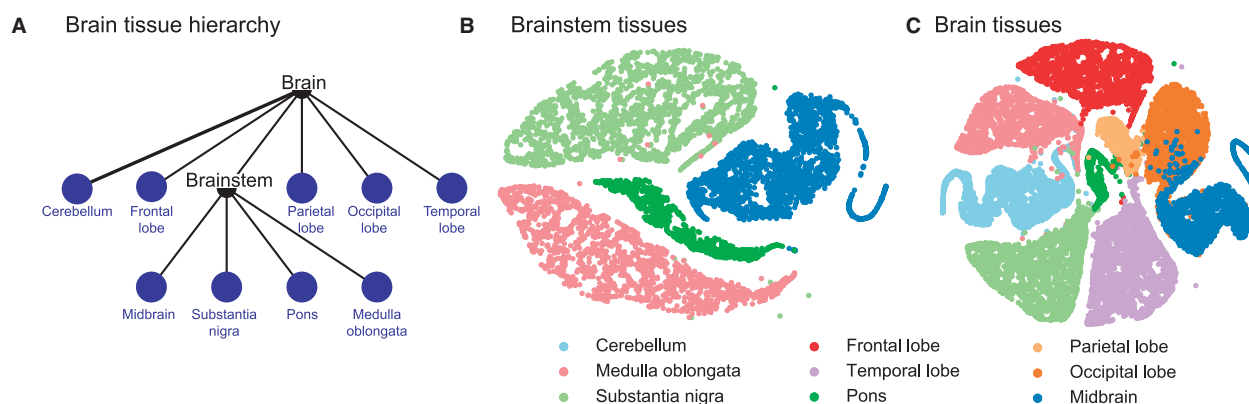 A Brain tissue hierarchy
Brain
Brainstem
Cerebellum
Frontal
lobe
Parietal
lobe
Occipital
lobe
Temporal
lobe
Midbrain
Substantia
nigra
Pons
Medulla
oblongata
B Brainstem tissues
C Brain tissues
Cerebellum
Medulla oblongata
Substantia nigra
Frontal lobe
Temporal lobe
Pons
Parietal lobe
Occipital lobe
Midbrain